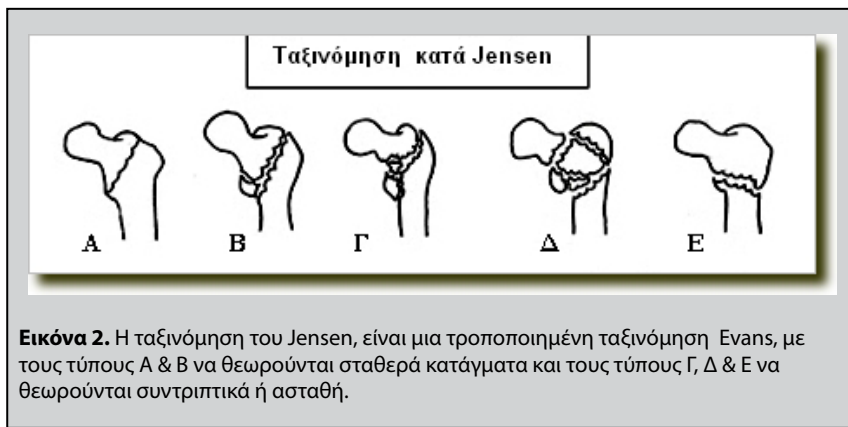 Ταξινόμηση κατά Jensen
Α Β Γ Δ Ε
Εικόνα 2. Η ταξινόμηση του Jensen, είναι μια τροποποιημένη ταξινόμηση Evans, με
τους τύπους Α & Β να θεωρούνται σταθερά κατάγματα και τους τύπους Γ, Δ & Ε να
θεωρούνται συντριπτικά ή ασταθή.